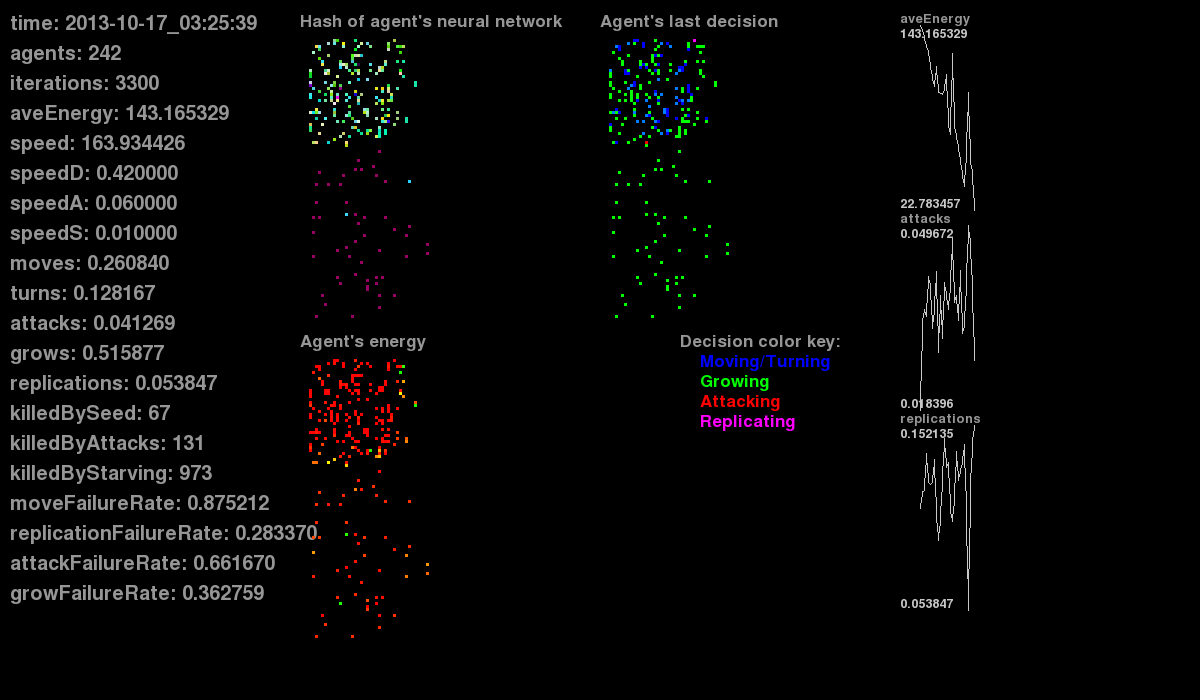 time: 2013-10-17_03:25:39
agents: 242
iterations: 3300
aveEnergy: 143.165329
speed: 163.934426
speedD: 0.420000
speedA: 0.060000
speedS: 0.010000
moves: 0.260840
turns: 0.128167
attacks: 0.041269
grows: 0.515877
replications: 0.053847
killedBySeed: 67
killedByAttacks: 131
killedByStarving: 973
moveFailureRate: 0.875212
replicationFailureRate: 0.283370
attackFailureRate: 0.661670
growFailureRate: 0.362759
Hash of agent's neural network
Agent's last decision
Agent's energy
Decision color key:
Moving/Turning
Growing
Attacking
Replicating
aveEnergy
143.165329
22.783457
attacks
0.049672
0.018396
replications
0.152135
0.053847